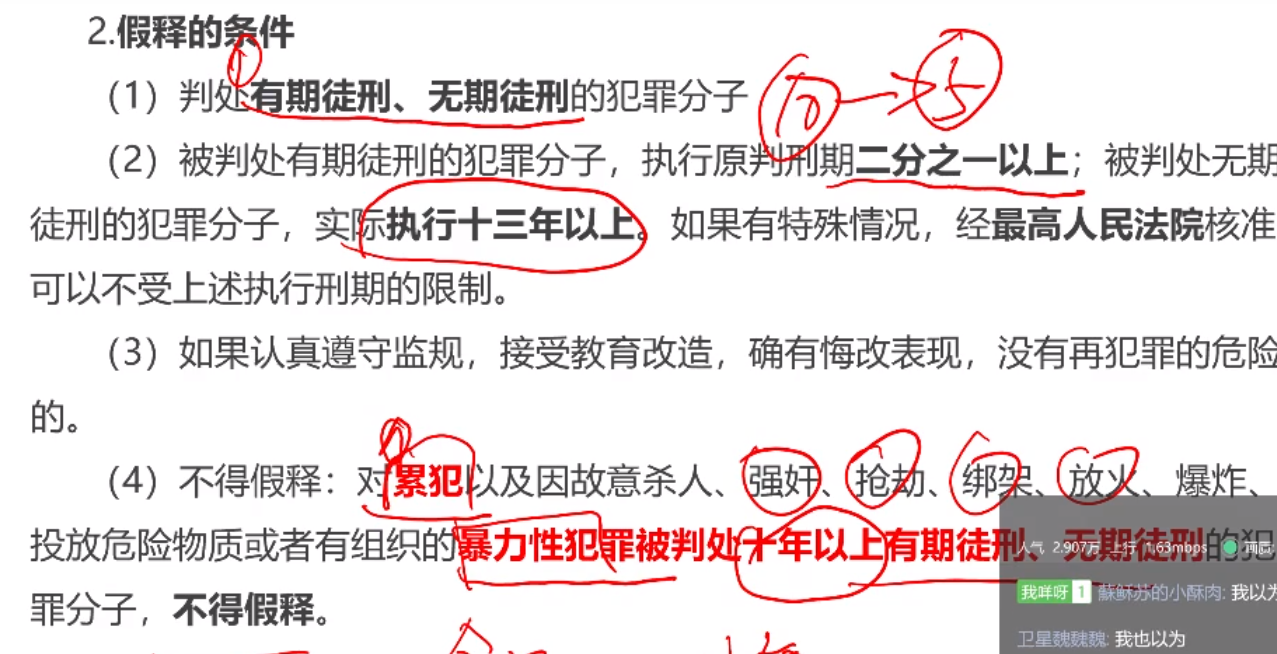 2.假释的条件
（1）判处有期徒刑、无期徒刑的犯罪分子
10→5
（2）被判处有期徒刑的犯罪分子，执行原判刑期二分之一以上；被判处无期
徒刑的犯罪分子，实际执行十三年以上。如果有特殊情况，经最高人民法院核准
可以不受上述执行刑期的限制。
（3）如果认真遵守监规，接受教育改造，确有悔改表现，没有再犯罪的危险
的。
（4）不得假释：对累犯以及因故意杀人、强奸、抢劫、绑架、放火、爆炸、
投放危险物质或者有组织的暴力性犯罪被判处十年以上有期徒刑、无期徒刑的犯
罪分子，不得假释。
人气 2.907万 上行 1.63mbps 画质
我咩呀 1 蘇稣苏的小酥肉: 我以为
卫星魏魏魏: 我也以为